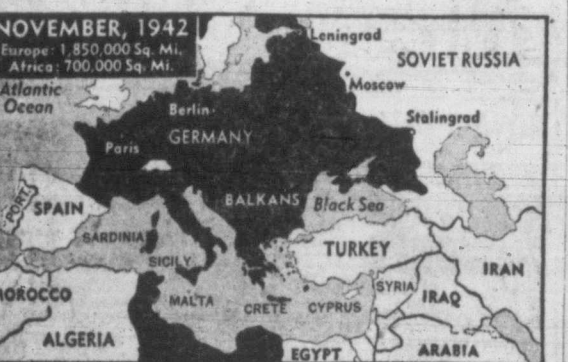 NOVEMBER, 1942
Europe: 1,850,000 Sq. Mi.
Africa: 700,000 Sq. Mi.
Leningrad
SOVIET RUSSIA
Atlantic
Ocean
Moscow
Berlin
Stalingrad
Paris
GERMANY
PORT.
SPAIN
BALKANS
Black Sea
SARDINIA
SICILY
TURKEY
IRAN
SYRIA
MOROCCO
MALTA
CRETE
CYPRUS
IRAQ
ALGERIA
EGYPT
ARABIA